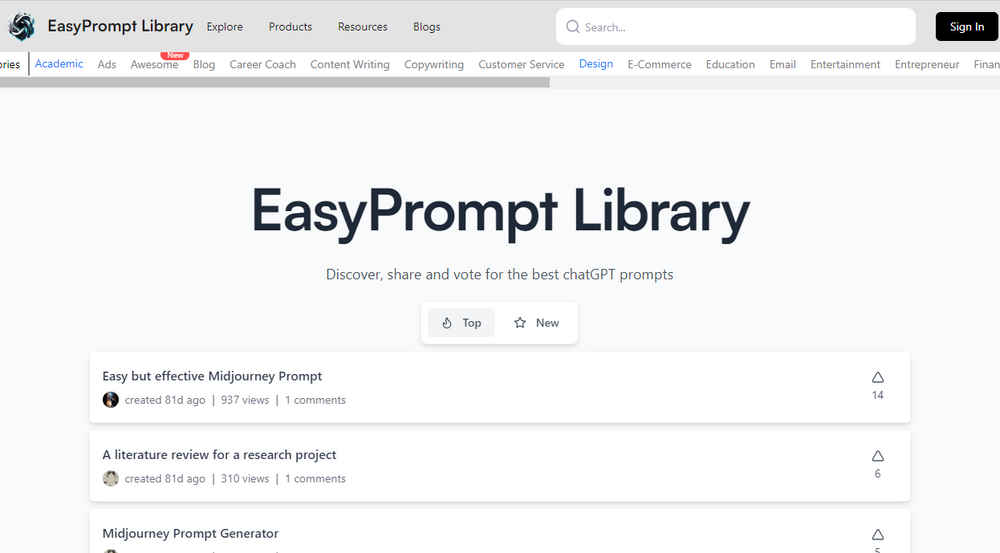 EasyPrompt Library Explore Products Resources Blogs Search... Sign In
New
Academic Ads Awesome Blog Career Coach Content Writing Copywriting Customer Service Design E-Commerce Education Email Entertainment Entrepreneur
EasyPrompt Library
Discover, share and vote for the best chatGPT prompts
Top New
Easy but effective Midjourney Prompt
created 81d ago | 937 views | 1 comments
14
A literature review for a research project
created 81d ago | 310 views | 1 comments
6
Midjourney Prompt Generator